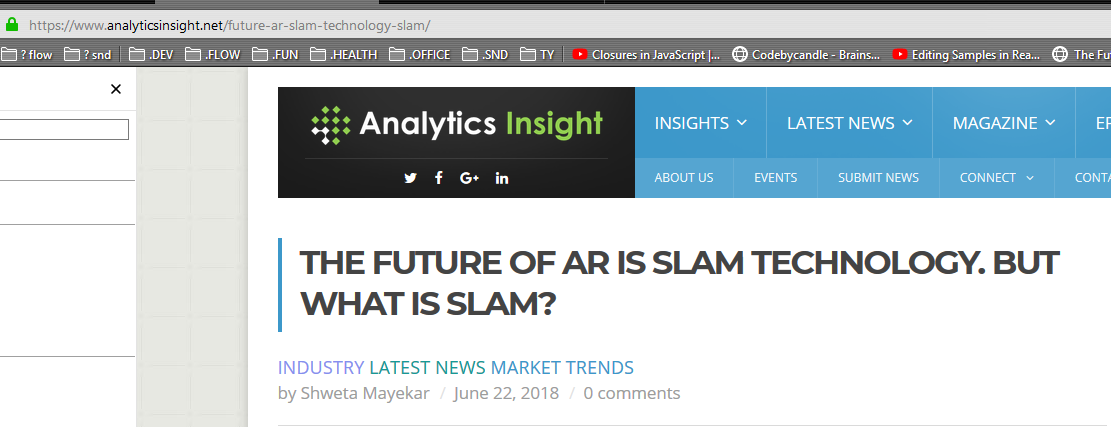 https://www.analyticsinsight.net/future-ar-slam-technology-slam/
? flow ? snd .DEV .FLOW .FUN .HEALTH .OFFICE .SND TY Closures in JavaScript |... Codebycandle - Brains... Editing Samples in Rea... The Fu
Analytics Insight
INSIGHTS LATEST NEWS MAGAZINE
ABOUT US EVENTS SUBMIT NEWS CONNECT CONTA
THE FUTURE OF AR IS SLAM TECHNOLOGY. BUT
WHAT IS SLAM?
INDUSTRY LATEST NEWS MARKET TRENDS
by Shweta Mayekar / June 22, 2018 / 0 comments